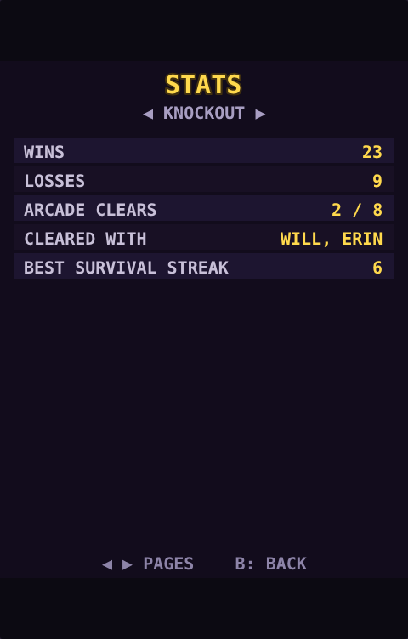 STATS
◀ KNOCKOUT ▶
WINS 23
LOSSES 9
ARCADE CLEARS 2 / 8
CLEARED WITH WILL, ERIN
BEST SURVIVAL STREAK 6
◀ ▶ PAGES B: BACK